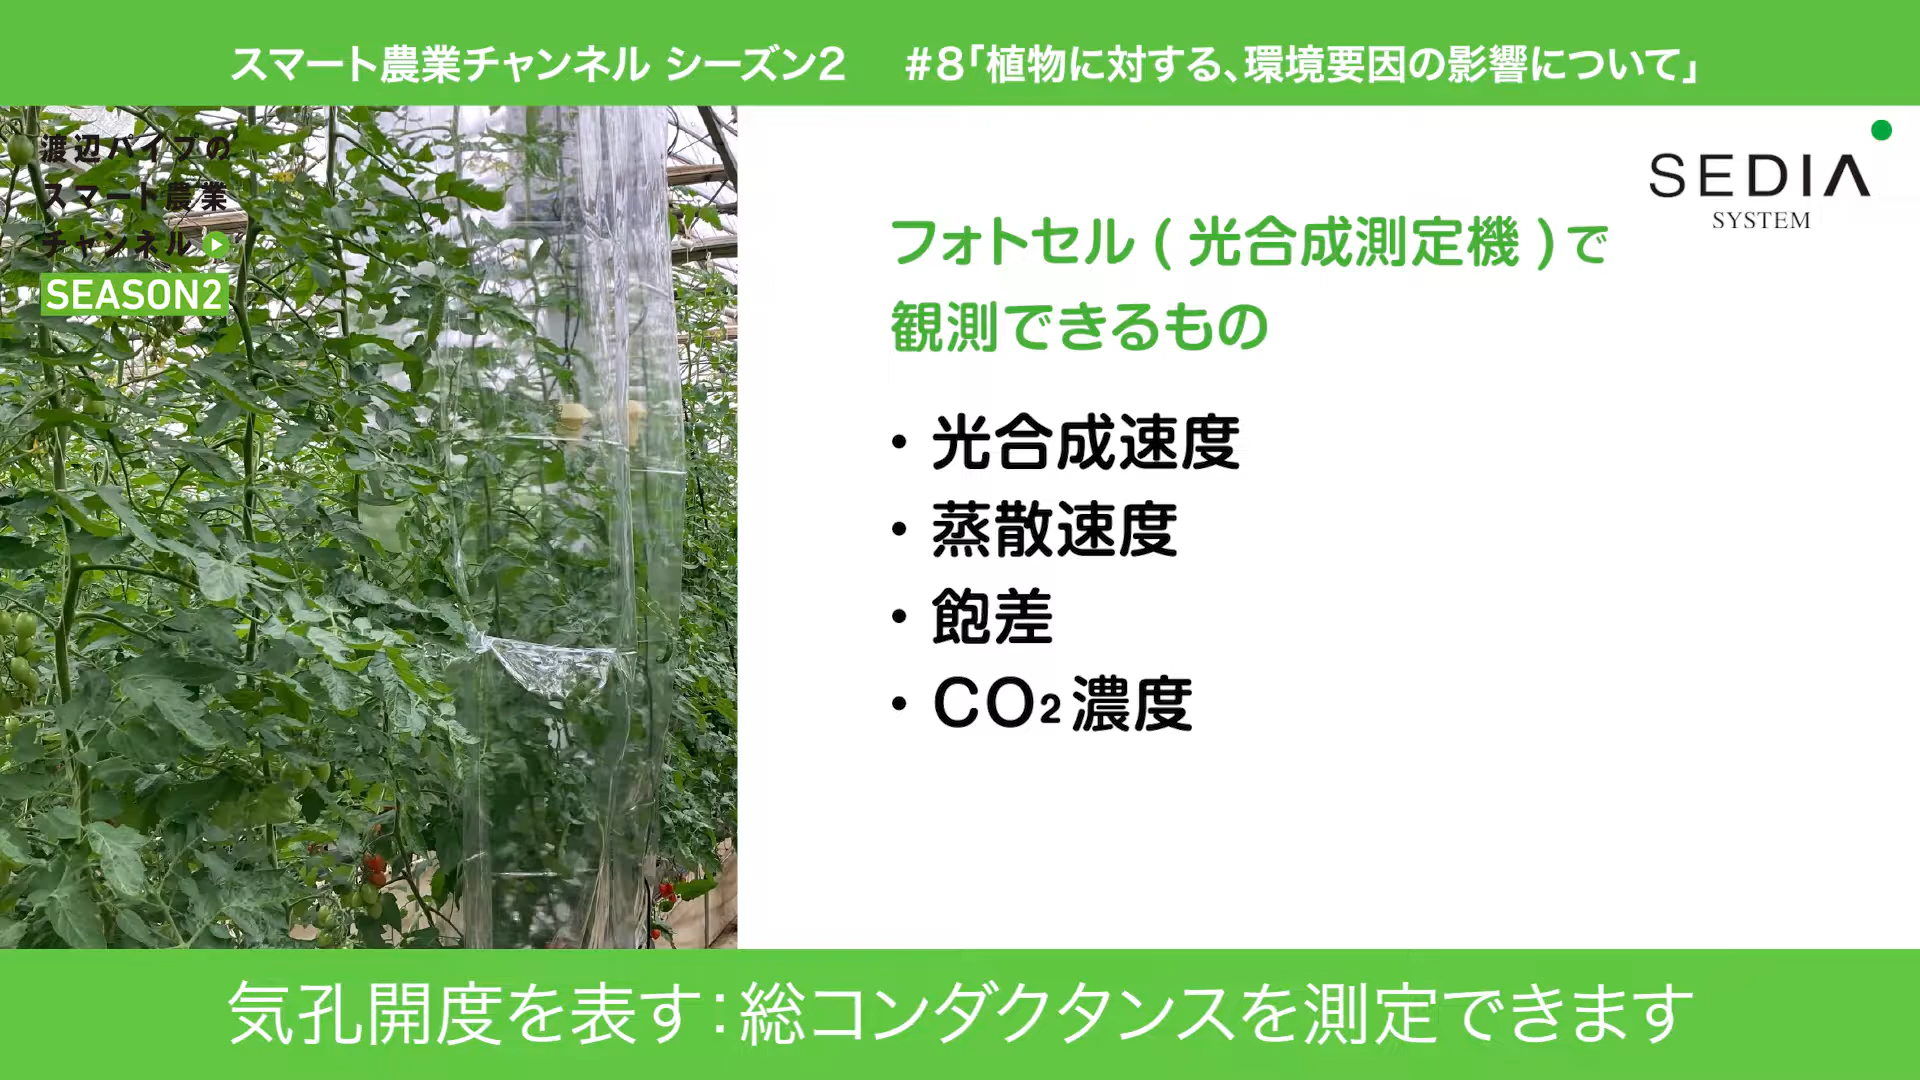 スマート農業チャンネル シーズン2 #8「植物に対する、環境要因の影響について」
渡辺パイプの
スマート農業
チャンネル
SEASON2
SEDIA
SYSTEM
フォトセル(光合成測定機)で
観測できるもの
・光合成速度
・蒸散速度
・飽差
・CO₂濃度
気孔開度を表す：総コンダクタンスを測定できます